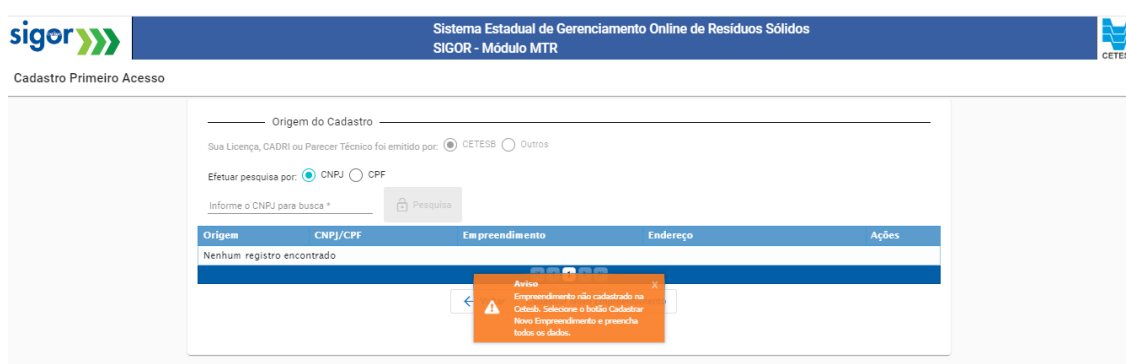 sigor
Sistema Estadual de Gerenciamento Online de Resíduos Sólidos
SIGOR - Módulo MTR
CETESB
Cadastro Primeiro Acesso
Origem do Cadastro
Sua Licença, CADRI ou Parecer Técnico foi emitido por: CETESB Outros
Efetuar pesquisa por: CNPJ CPF
Informe o CNPJ para busca * Pesquisa
Origem CNPJ/CPF Empreendimento Endereço Ações
Nenhum registro encontrado
1
Aviso X
Empreendimento não cadastrado na
Cetesb. Selecione o botão Cadastrar
Novo Empreendimento e preencha
todos os dados.